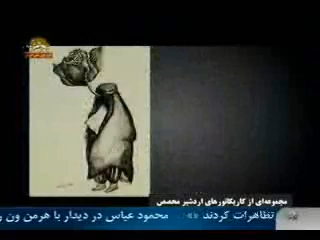 مجموعه‌ای از کاریکاتورهای اردشیر محصص
تظاهرات کردند «» محمود عباس در دیدار با هرمن ون ر